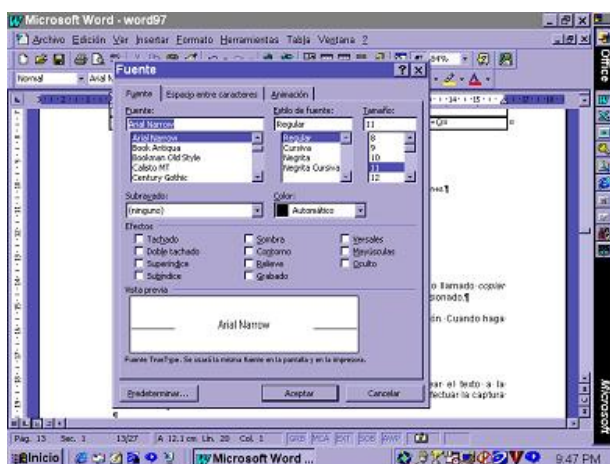 Microsoft Word - word97
Archivo Edición Ver Insertar Formato Herramientas Tabla Ventana ?
Normal
Fuente
Fuente Espacio entre caracteres Animación
Fuente: Estilo de fuente: Tamaño:
Arial Narrow Regular 11
Arial Narrow Regular 8
Book Antiqua Cursiva 9
Bookman Old Style Negrita 10
Calisto MT Negrita Cursiva 11
Century Gothic 12
Subrayado: Color:
(ninguno) Automático
Efectos
Tachado Sombra Versales
Doble tachado Contorno Mayúsculas
Superíndice Relieve Oculto
Subíndice Grabado
Vista previa
Arial Narrow
Fuente TrueType. Se usará la misma fuente en la pantalla y en la impresora.
Predeterminar... Aceptar Cancelar
o llamado copier
sionado.¶
ón. Cuando haga
ar el texto a la
fectuar la captura
Office
Microsoft
Pág. 13 Sec. 1 13/27 A 12,1 cm Lín. 20 Col. 1 GRB MCA EXT SOB AWP
Inicio Microsoft Word ... 9:47 PM